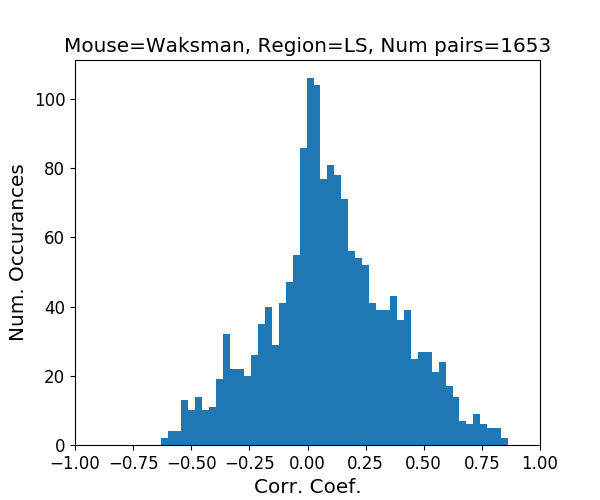 Mouse=Waksman, Region=LS, Num pairs=1653
Num. Occurances
100
80
60
40
20
0
−1.00 −0.75 −0.50 −0.25 0.00 0.25 0.50 0.75 1.00
Corr. Coef.